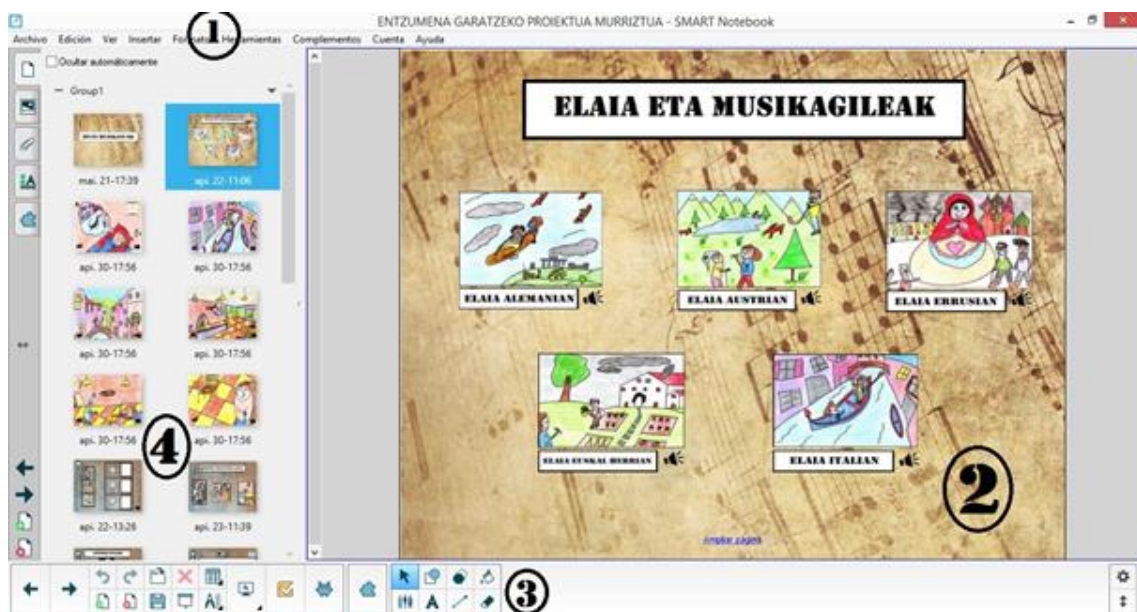 ENTZUMENA GARATZEKO PROIEKTUA MURRIZTUA - SMART Notebook
1
Archivo Edición Ver Insertar Formato Herramientas Complementos Cuenta Ayuda
Ocultar automáticamente
Group1
mai. 21-17:39 api. 22-11:06
api. 30-17:56 api. 30-17:56
api. 30-17:56 api. 30-17:56
api. 30-17:56 api. 30-17:56
4
api. 22-13:26 api. 23-11:39
ELAIA ETA MUSIKAGILEAK
ELAIA ALEMANIAN ELAIA AUSTRIAN ELAIA ERRUSIAN
ELAIA EUSKAL HERRIAN ELAIA ITALIAN
2
Ampliar página
3